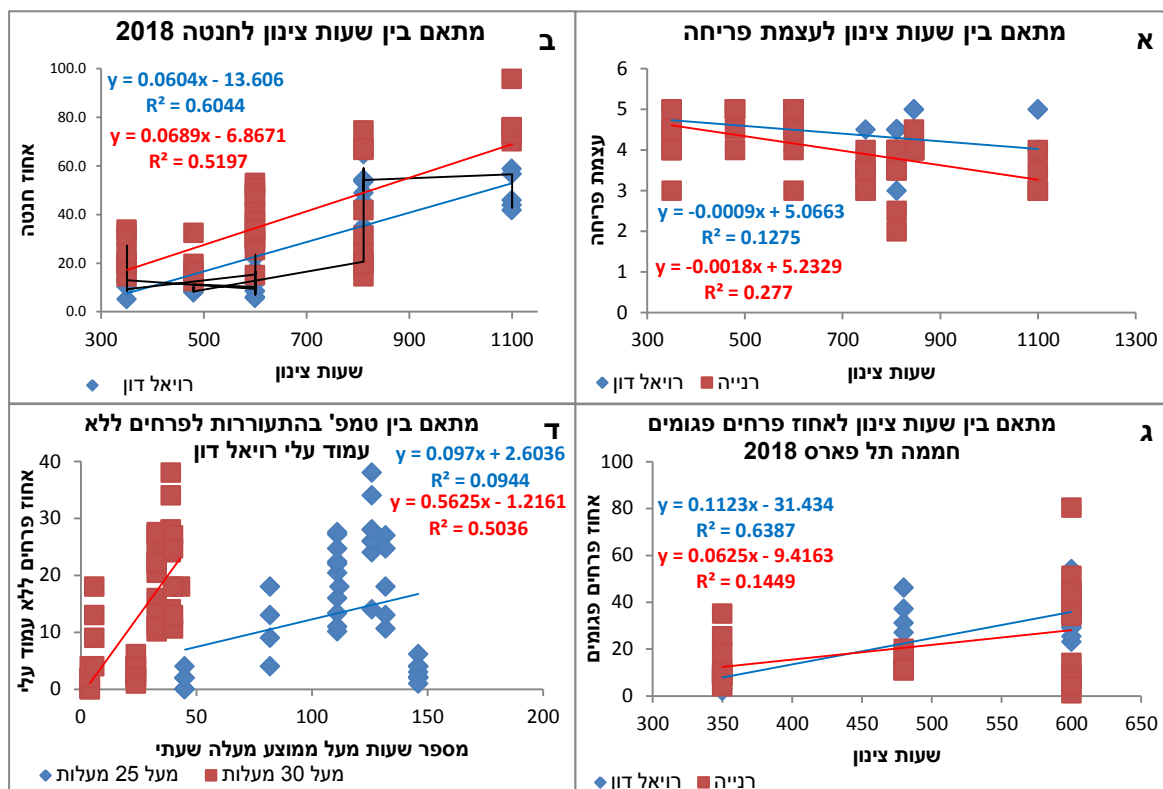 א
מתאם בין שעות צינון לעצמת פריחה
עצמת פריחה
6
5
4
3
2
1
0
y = -0.0009x + 5.0663
R² = 0.1275
y = -0.0018x + 5.2329
R² = 0.277
300 500 700 900 1100 1300
שעות צינון
רויאל דון רנייה
ב
מתאם בין שעות צינון לחנטה 2018
אחוז חנטה
100.0
80.0
60.0
40.0
20.0
0.0
y = 0.0604x - 13.606
R² = 0.6044
y = 0.0689x - 6.8671
R² = 0.5197
300 500 700 900 1100
שעות צינון
רויאל דון
ג
מתאם בין שעות צינון לאחוז פרחים פגומים
חממה תל פארס 2018
אחוז פרחים פגומים
100
80
60
40
20
0
y = 0.1123x - 31.434
R² = 0.6387
y = 0.0625x - 9.4163
R² = 0.1449
300 350 400 450 500 550 600 650
שעות צינון
רויאל דון רנייה
ד
מתאם בין טמפ' בהתעוררות לפרחים ללא
עמוד עלי רויאל דון
אחוז פרחים ללא עמוד עלי
40
30
20
10
0
y = 0.097x + 2.6036
R² = 0.0944
y = 0.5625x - 1.2161
R² = 0.5036
0 50 100 150 200
מספר שעות מעל ממוצע מעלה שעתי
מעל 25 מעלות מעל 30 מעלות